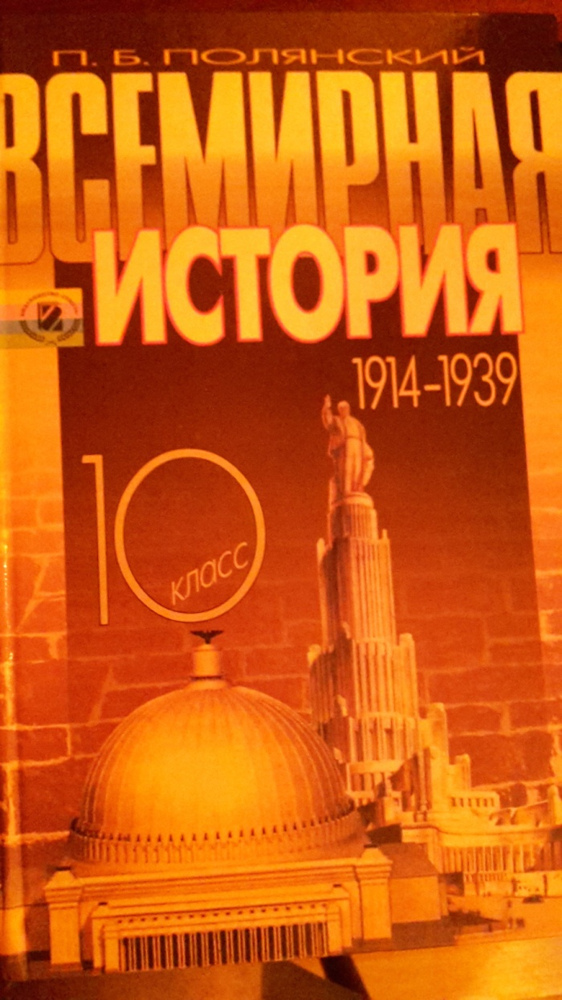 П. Б. ПОЛЯНСКИЙ
ВСЕМИРНАЯ
ИСТОРИЯ
1914-1939
10
класс